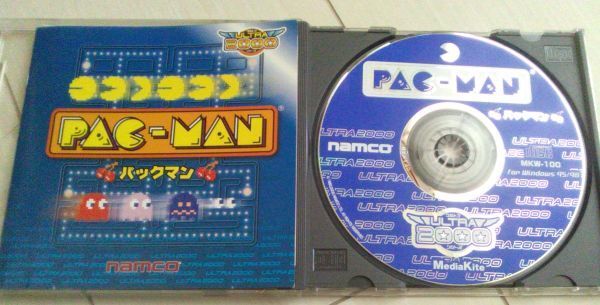 ULTRA
2000
PAC-MAN®
パックマン
namco
PAC-MAN®
パックマン
ULTRA2000
namco
MKW-100
for Windows 95/98
ULTRA
2000
MediaKite